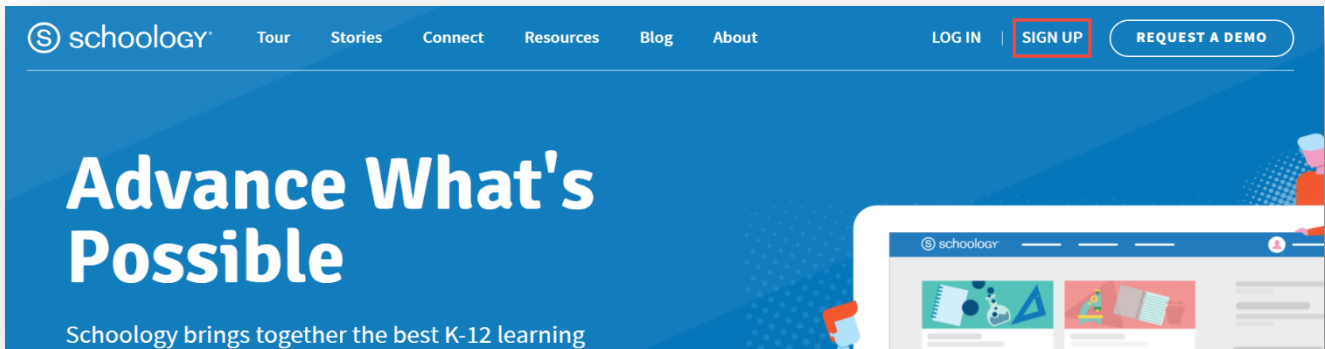 schoology Tour Stories Connect Resources Blog About LOG IN | SIGN UP REQUEST A DEMO
Advance What's
Possible
schoology
Schoology brings together the best K-12 learning